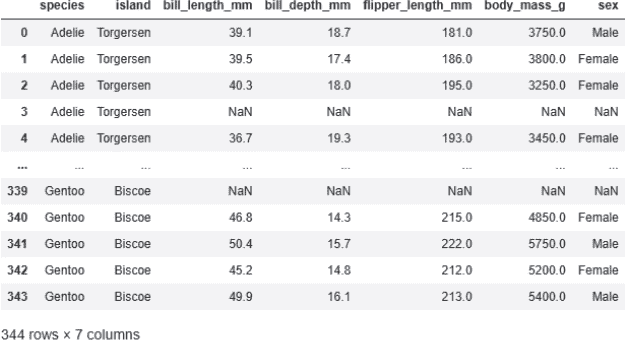 species island bill_length_mm bill_depth_mm flipper_length_mm body_mass_g sex
0 Adelie Torgersen 39.1 18.7 181.0 3750.0 Male
1 Adelie Torgersen 39.5 17.4 186.0 3800.0 Female
2 Adelie Torgersen 40.3 18.0 195.0 3250.0 Female
3 Adelie Torgersen NaN NaN NaN NaN NaN
4 Adelie Torgersen 36.7 19.3 193.0 3450.0 Female
... ... ... ... ... ... ... ...
339 Gentoo Biscoe NaN NaN NaN NaN NaN
340 Gentoo Biscoe 46.8 14.3 215.0 4850.0 Female
341 Gentoo Biscoe 50.4 15.7 222.0 5750.0 Male
342 Gentoo Biscoe 45.2 14.8 212.0 5200.0 Female
343 Gentoo Biscoe 49.9 16.1 213.0 5400.0 Male
344 rows × 7 columns